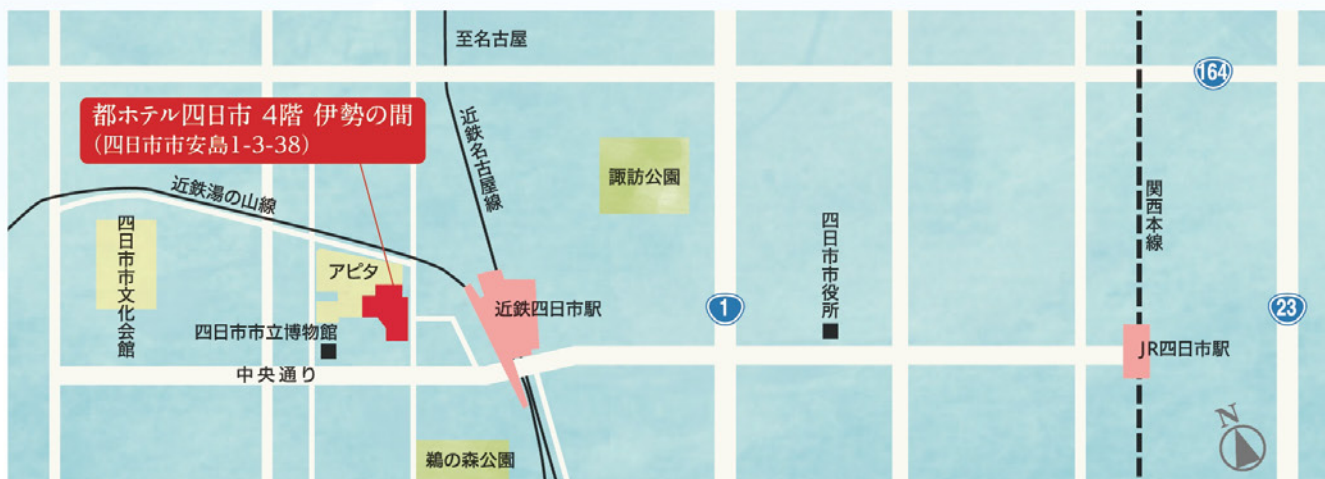 至名古屋
164
都ホテル四日市 4階 伊勢の間
(四日市市安島1-3-38)
近鉄名古屋線
諏訪公園
近鉄湯の山線
関西本線
四日市市文化会館
四日市市役所
アピタ
近鉄四日市駅
1
23
四日市市立博物館
JR四日市駅
中央通り
N
鵜の森公園